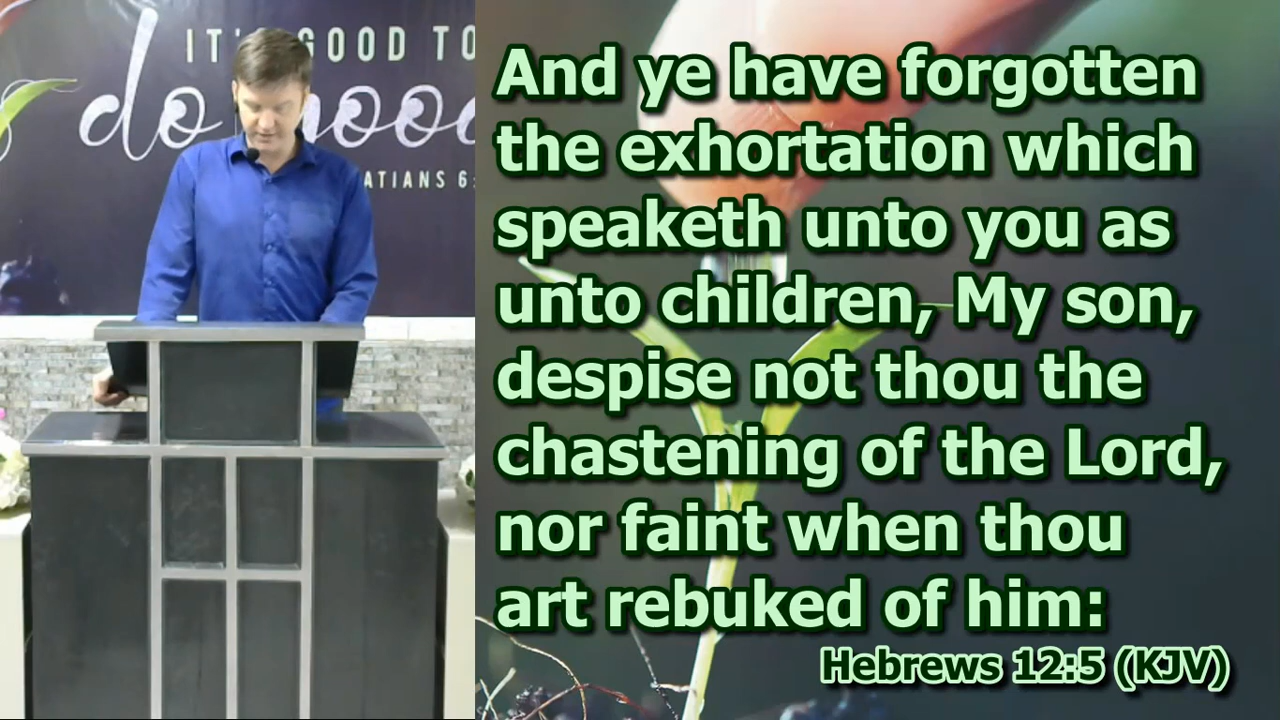 IT'S GOOD TO
do good
ATIANS 6:
And ye have forgotten
the exhortation which
speaketh unto you as
unto children, My son,
despise not thou the
chastening of the Lord,
nor faint when thou
art rebuked of him:
Hebrews 12:5 (KJV)